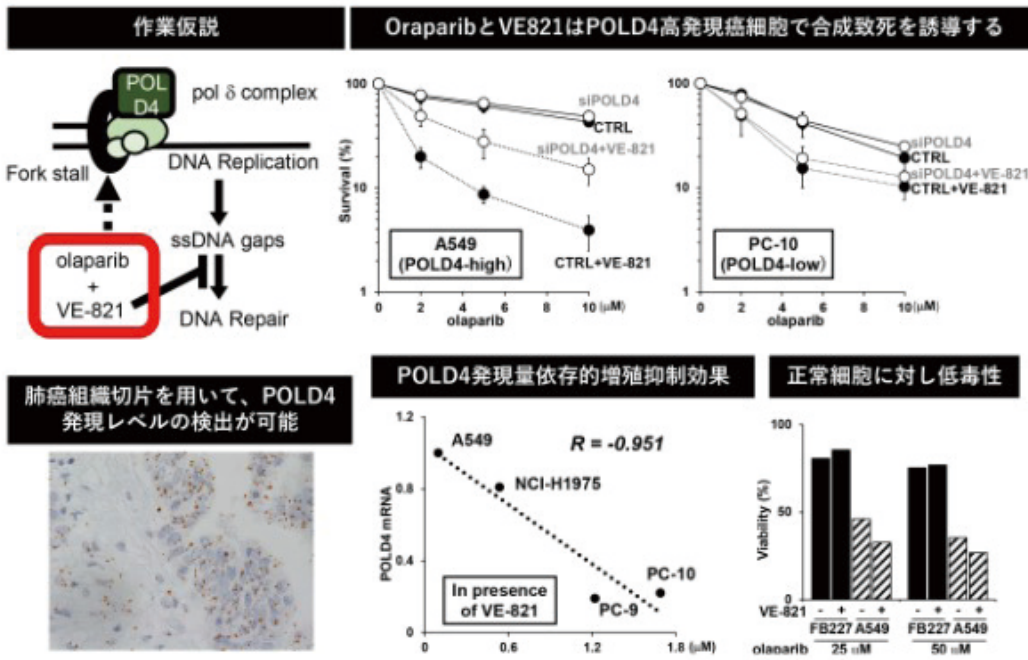 作業仮説
POL
D4
pol δ complex
Fork stall
DNA Replication
ssDNA gaps
olaparib
+
VE-821
DNA Repair
OraparibとVE821はPOLD4高発現癌細胞で合成致死を誘導する
Survival (%)
100
10
1
siPOLD4
CTRL
siPOLD4+VE-821
CTRL+VE-821
A549
(POLD4-high)
0 2 4 6 8 10 (μM)
olaparib
100
10
1
siPOLD4
CTRL
siPOLD4+VE-821
CTRL+VE-821
PC-10
(POLD4-low)
0 2 4 6 8 10 (μM)
olaparib
肺癌組織切片を用いて、POLD4
発現レベルの検出が可能
POLD4発現量依存的増殖抑制効果
POLD4 mRNA
1.2
0.8
0.4
0
A549
R = -0.951
NCI-H1975
PC-10
PC-9
In presence
of VE-821
0 0.6 1.2 1.8 (μM)
正常細胞に対し低毒性
Viability (%)
100
50
0
VE-821 - + - + - + - +
FB227 A549 FB227 A549
olaparib 25 uM 50 uM